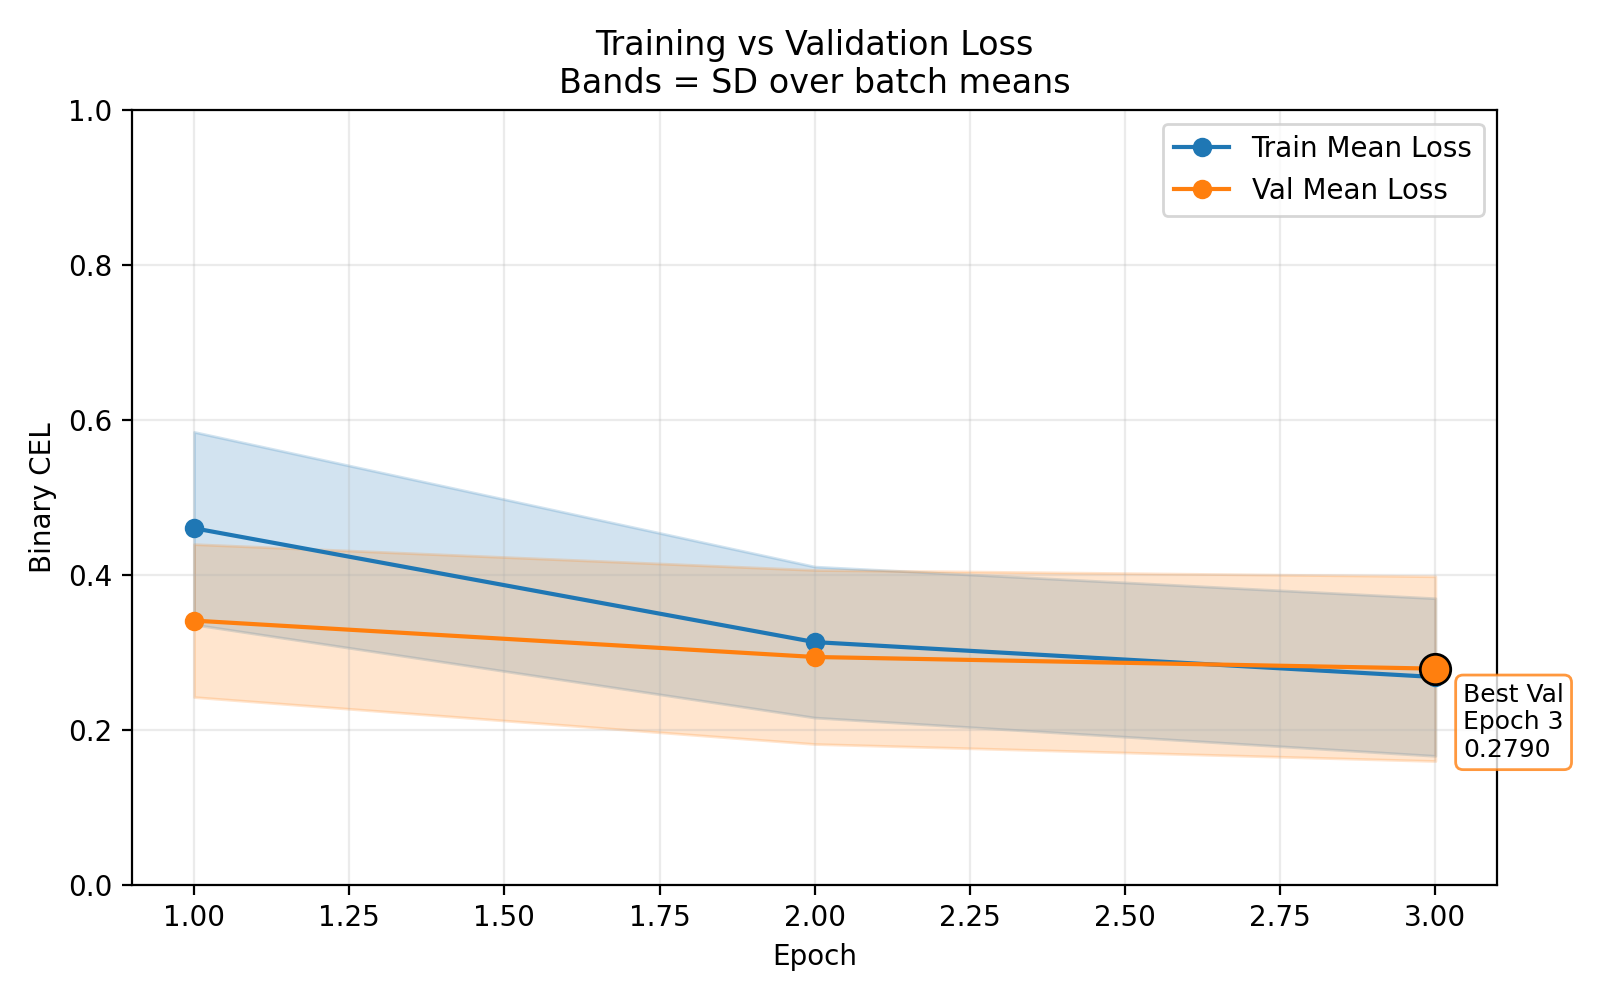 Training vs Validation Loss
Bands = SD over batch means
1.0
0.8
0.6
0.4
0.2
0.0
Binary CEL
Train Mean Loss
Val Mean Loss
Best Val
Epoch 3
0.2790
1.00 1.25 1.50 1.75 2.00 2.25 2.50 2.75 3.00
Epoch